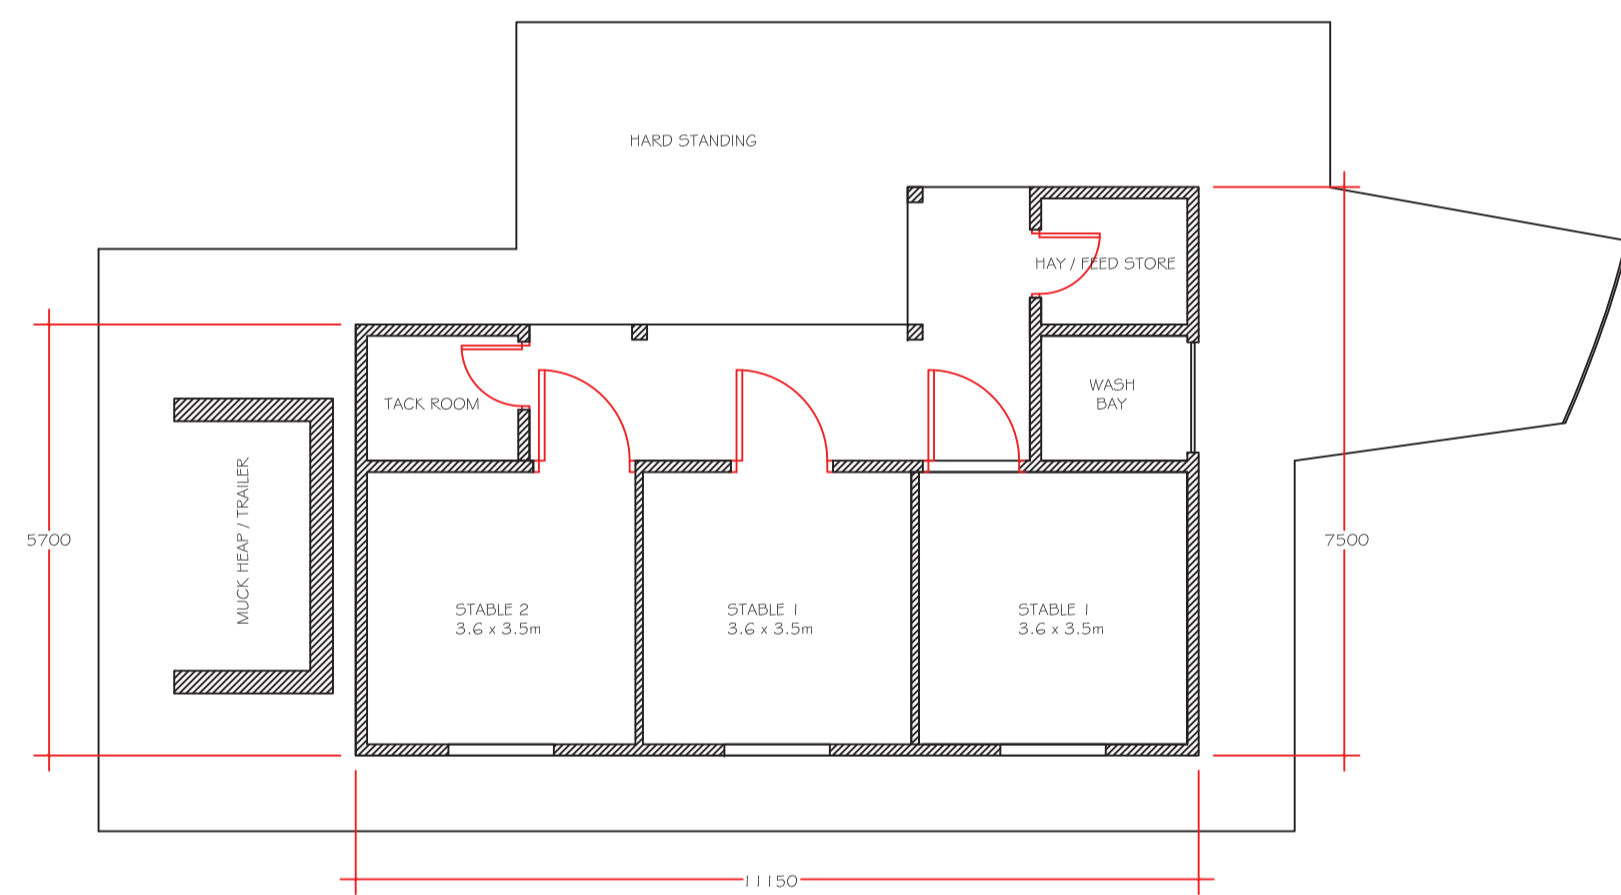 HARD STANDING
HAY / FEED STORE
WASH
BAY
TACK ROOM
MUCK HEAP / TRAILER
5700
7500
STABLE 2
3.6 x 3.5m
STABLE 1
3.6 x 3.5m
STABLE 1
3.6 x 3.5m
11150